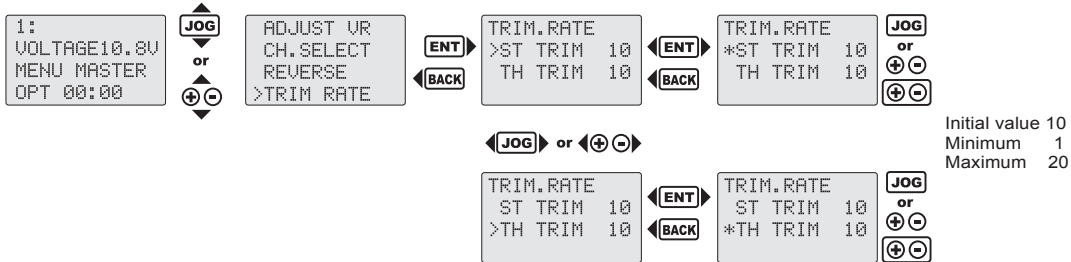 1:
VOLTAGE10.8V
MENU MASTER
OPT 00:00
JOG
or
ADJUST VR
CH.SELECT
REVERSE
>TRIM RATE
ENT
BACK
TRIM.RATE
>ST TRIM 10
TH TRIM 10
ENT
BACK
TRIM.RATE
*ST TRIM 10
TH TRIM 10
JOG
or
JOG or
Initial value 10
Minimum 1
Maximum 20
TRIM.RATE
ST TRIM 10
>TH TRIM 10
ENT
BACK
TRIM.RATE
ST TRIM 10
*TH TRIM 10
JOG
or